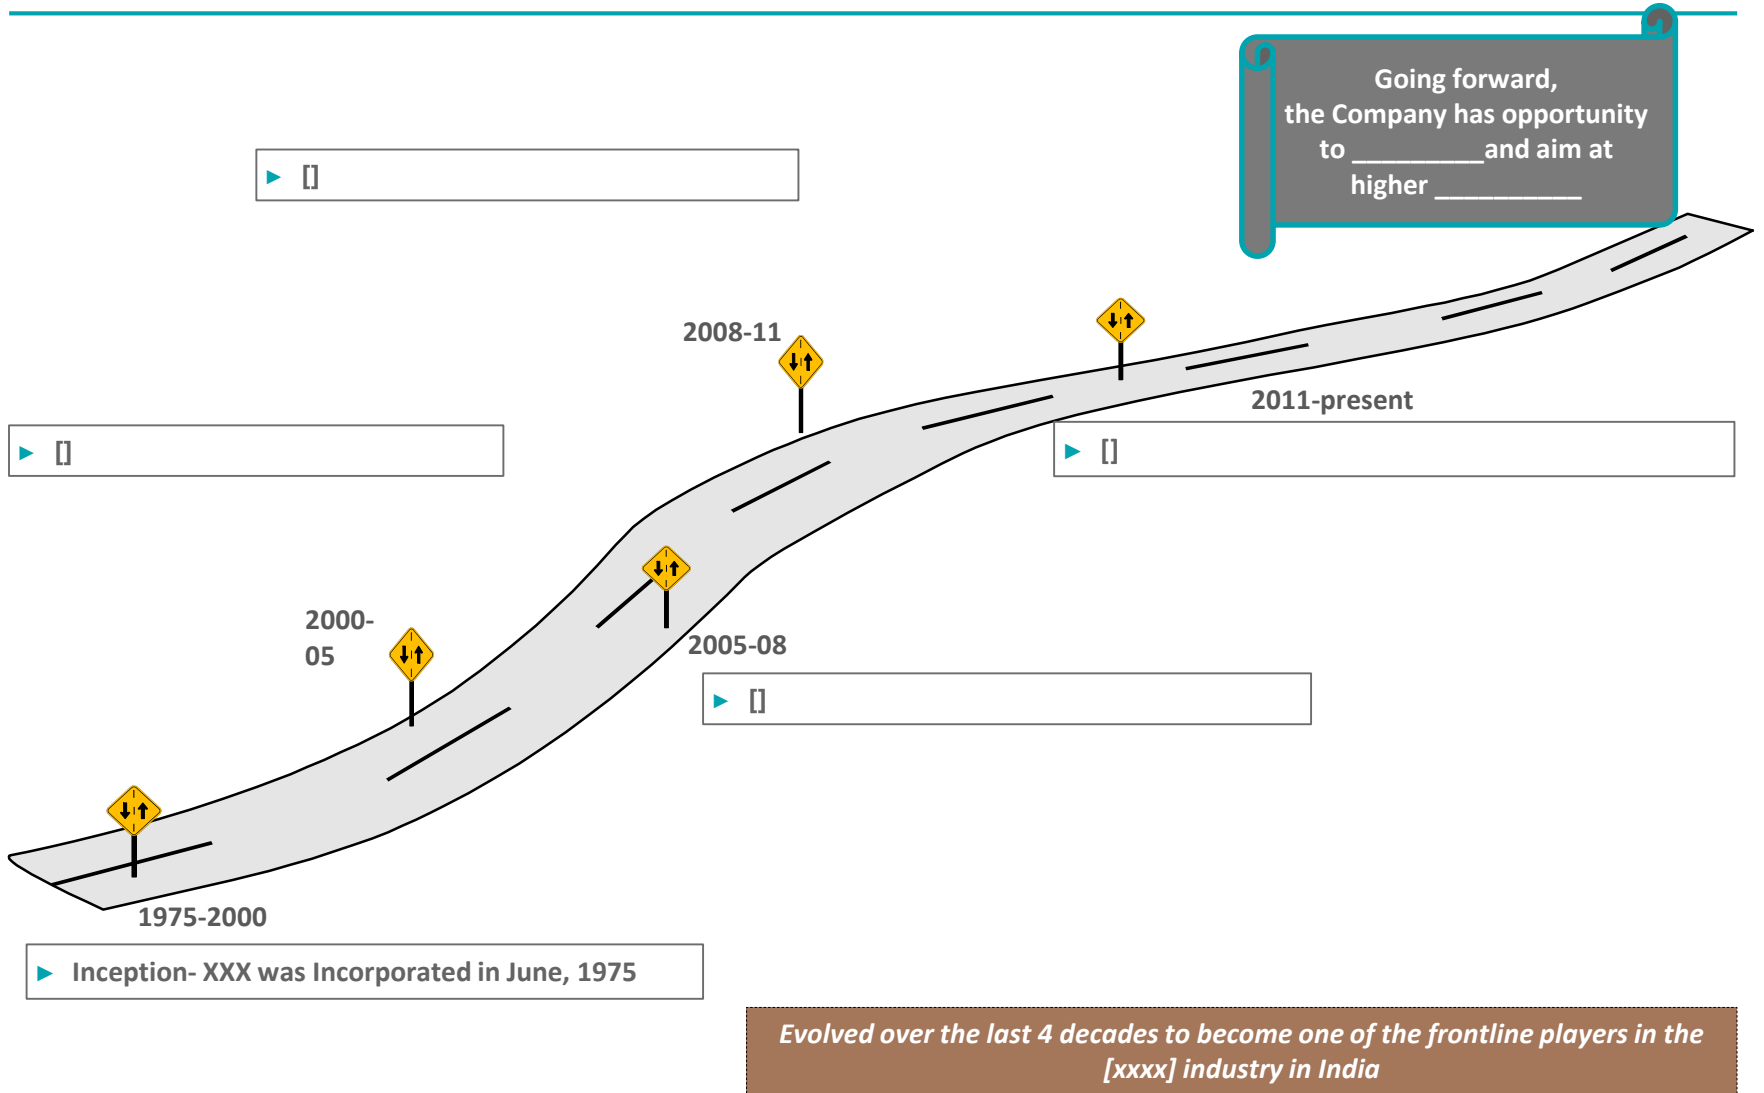 Going forward,
the Company has opportunity
to _________and aim at
higher __________
► []
2008-11
2011-present
► []
► []
2000-
05
2005-08
► []
1975-2000
► Inception- XXX was Incorporated in June, 1975
Evolved over the last 4 decades to become one of the frontline players in the
[xxxx] industry in India